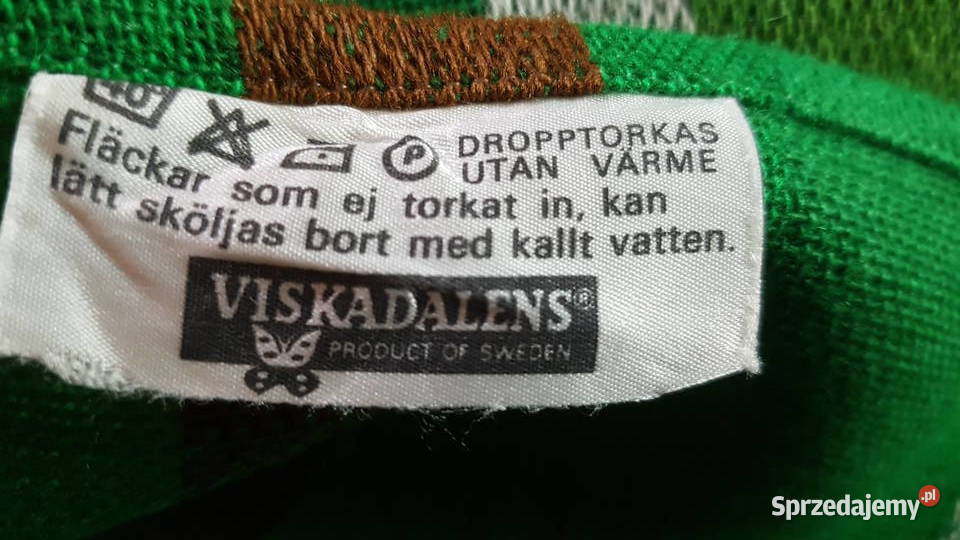 40
P
DROPPTORKAS
UTAN VÄRME
Fläckar som ej torkat in, kan
lätt sköljas bort med kallt vatten.
VISKADALENS®
PRODUCT OF SWEDEN
Sprzedajemy.pl